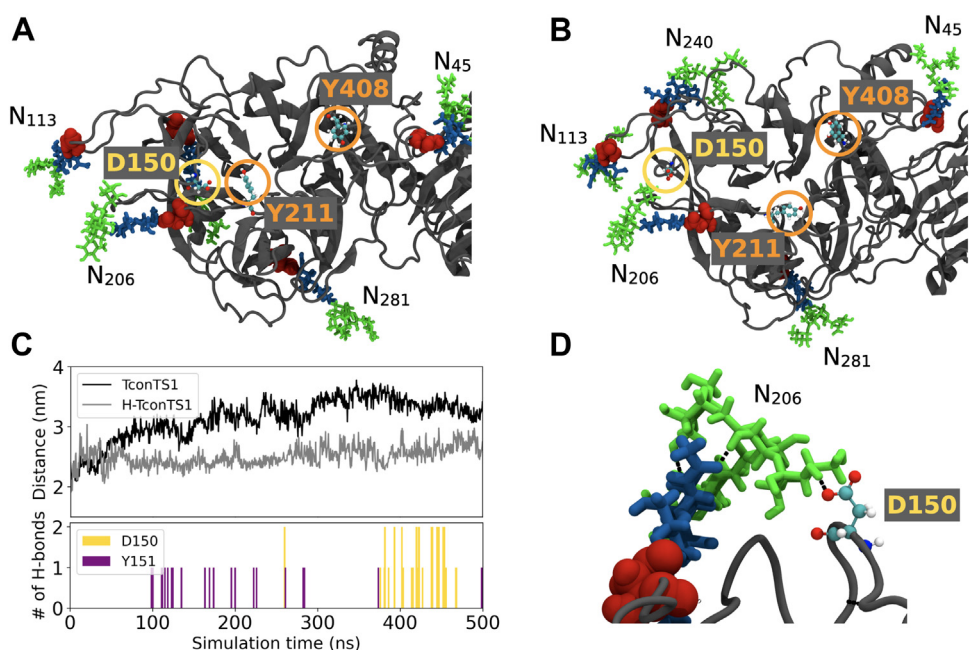 A
N45
Y408
N113
D150
Y211
N206
N281
B
N240
N45
Y408
N113
D150
Y211
N206
N281
C
Distance (nm)
4
3
2
TconTS1
H-TconTS1
# of H-bonds
2
1
0
D150
Y151
0 100 200 300 400 500
Simulation time (ns)
D
N206
D150